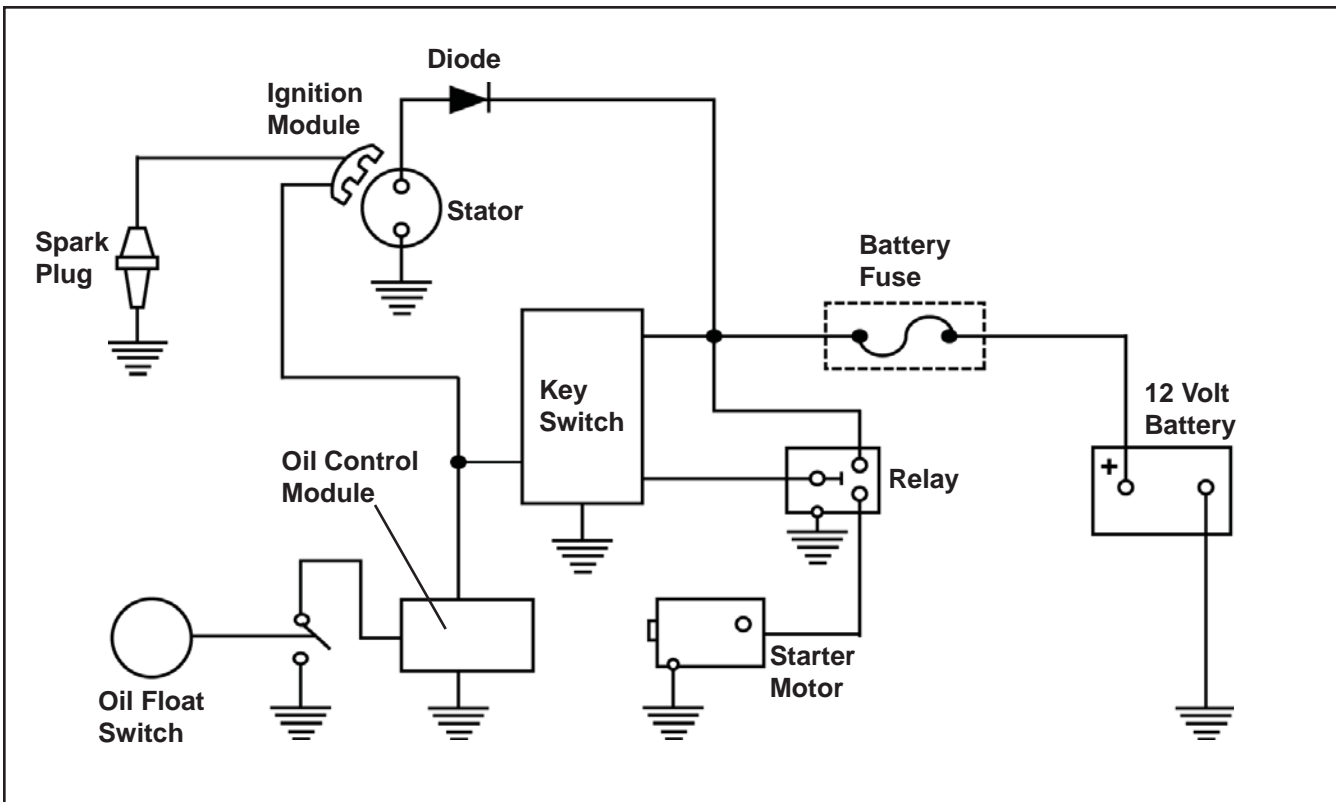 Diode
Ignition
Module
Stator
Spark
Plug
Battery
Fuse
Key
Switch
12 Volt
Battery
+
Oil Control
Module
Relay
Starter
Motor
Oil Float
Switch